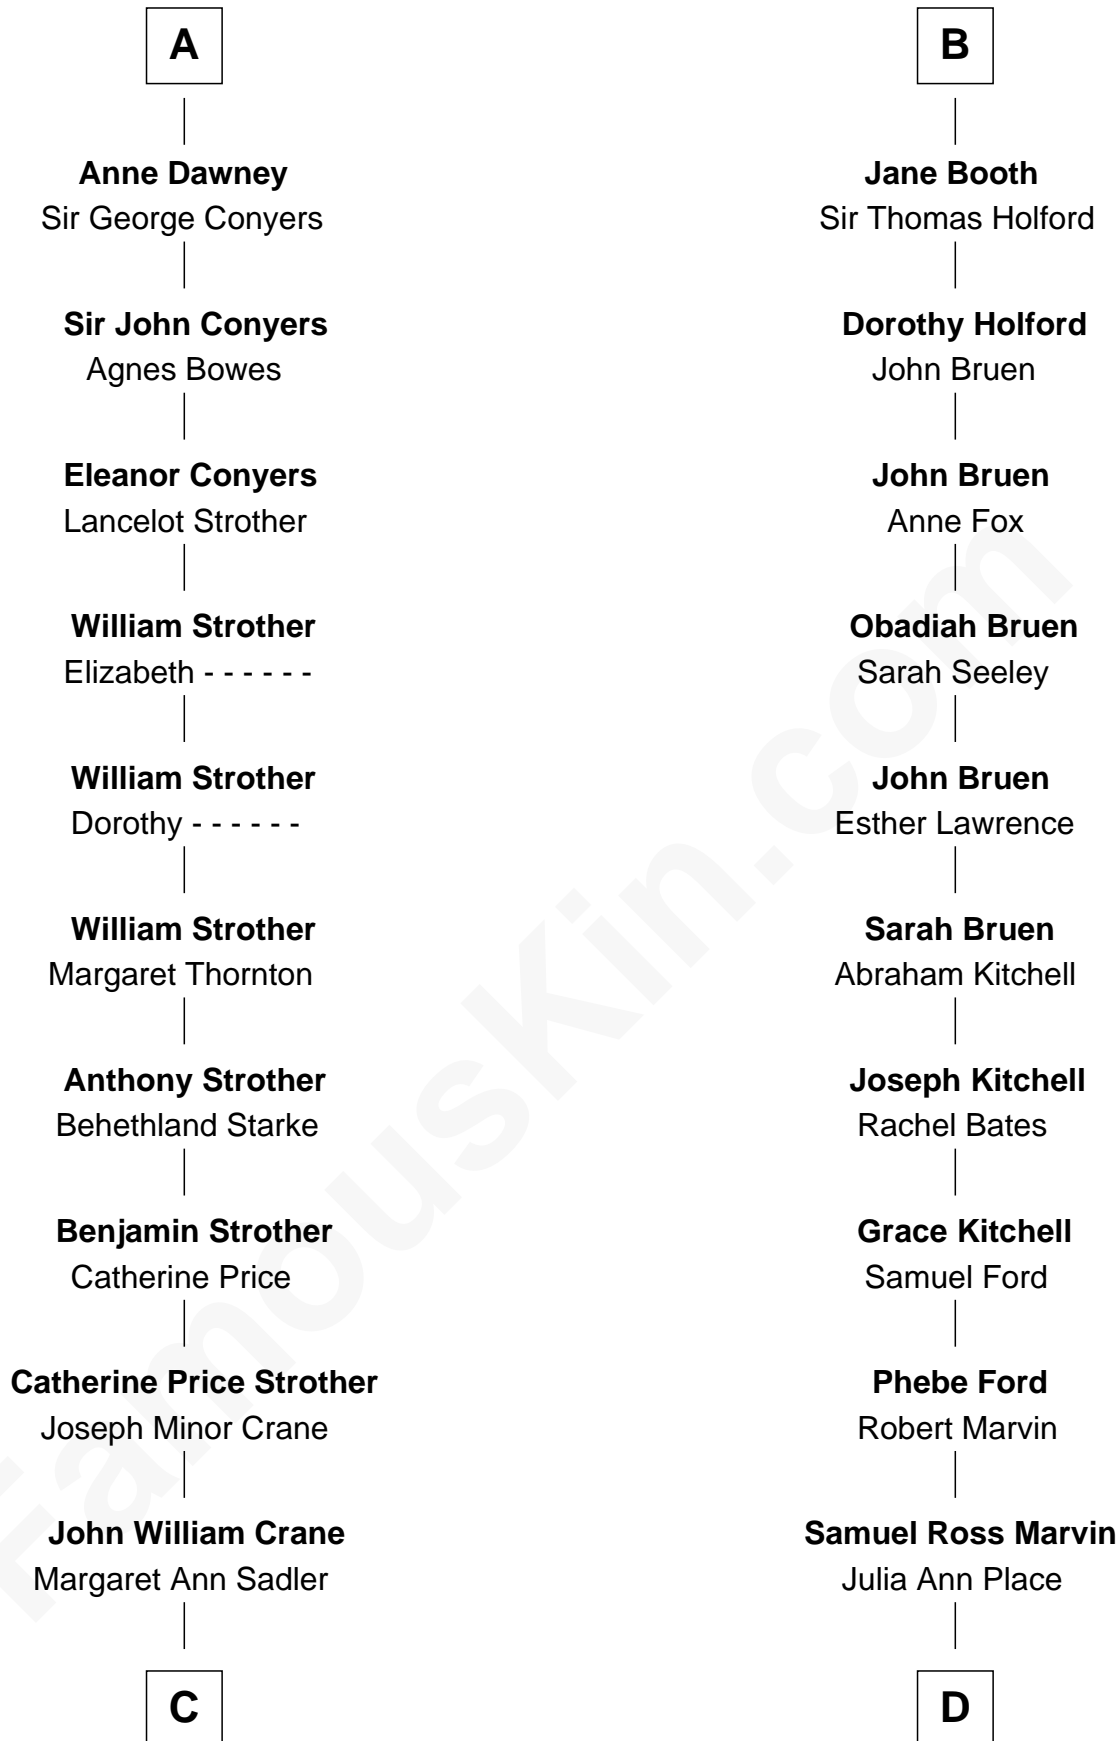 A
Anne Dawney
Sir George Conyers
Sir John Conyers
Agnes Bowes
Eleanor Conyers
Lancelot Strother
William Strother
Elizabeth - - - - - -
William Strother
Dorothy - - - - - -
William Strother
Margaret Thornton
Anthony Strother
Behethland Starke
Benjamin Strother
Catherine Price
Catherine Price Strother
Joseph Minor Crane
John William Crane
Margaret Ann Sadler
C
B
Jane Booth
Sir Thomas Holford
Dorothy Holford
John Bruen
John Bruen
Anne Fox
Obadiah Bruen
Sarah Seeley
John Bruen
Esther Lawrence
Sarah Bruen
Abraham Kitchell
Joseph Kitchell
Rachel Bates
Grace Kitchell
Samuel Ford
Phebe Ford
Robert Marvin
Samuel Ross Marvin
Julia Ann Place
D
FamousKin.com